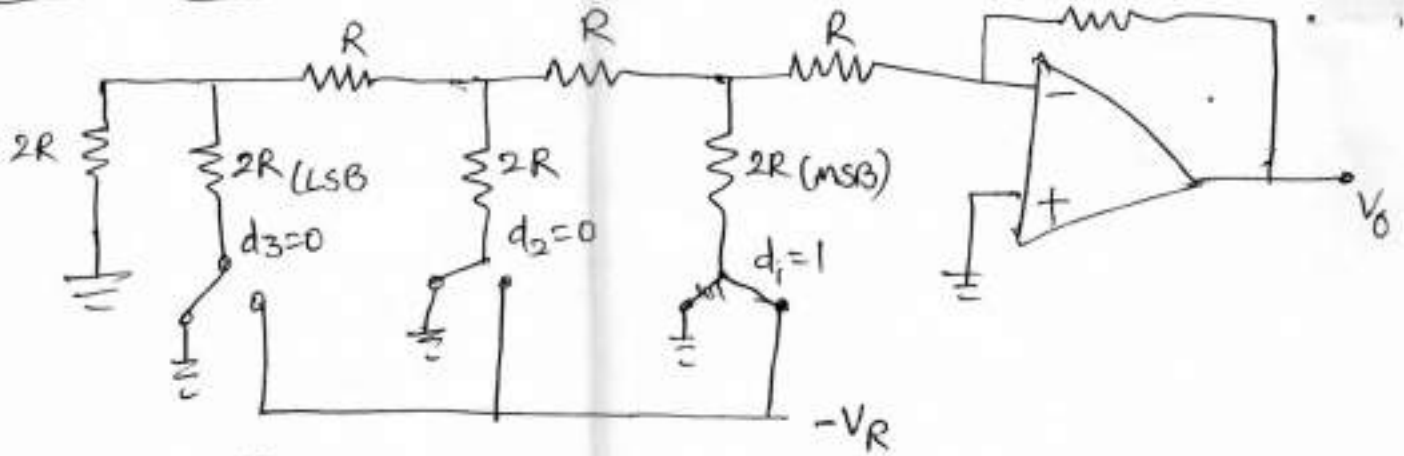 R R R
2R 2R (LSB 2R 2R (MSB)
d3=0 d2=0 d1=1
- +
V0
-VR